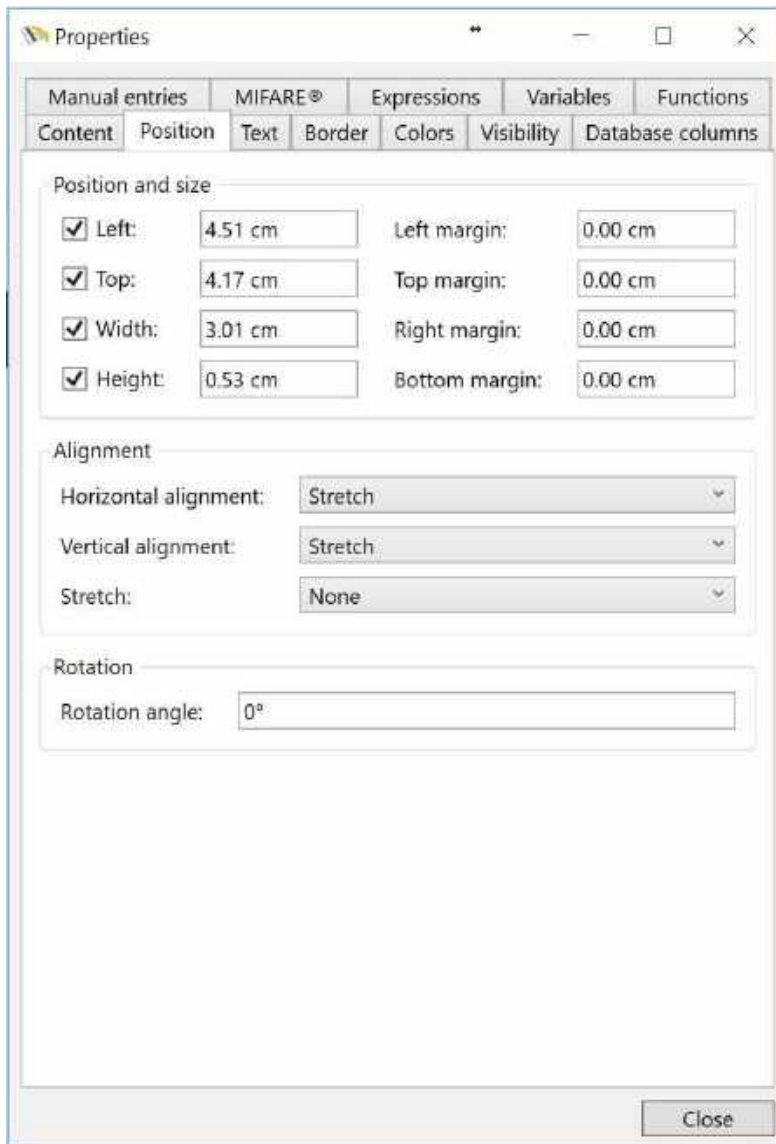 Properties
Manual entries MIFARE® Expressions Variables Functions
Content Position Text Border Colors Visibility Database columns
Position and size
Left: 4.51 cm Left margin: 0.00 cm
Top: 4.17 cm Top margin: 0.00 cm
Width: 3.01 cm Right margin: 0.00 cm
Height: 0.53 cm Bottom margin: 0.00 cm
Alignment
Horizontal alignment: Stretch
Vertical alignment: Stretch
Stretch: None
Rotation
Rotation angle: 0°
Close